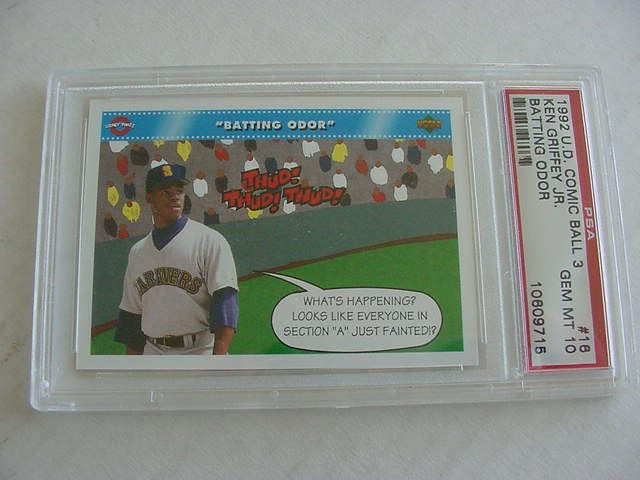 "BATTING ODOR"
THUD!
THUD! THUD!
MARINERS
S
WHAT'S HAPPENING?
LOOKS LIKE EVERYONE IN
SECTION "A" JUST FAINTED!?
PSA
1992 U.D. COMIC BALL 3 #18
KEN GRIFFEY JR. GEM MT 10
BATTING ODOR 10609715